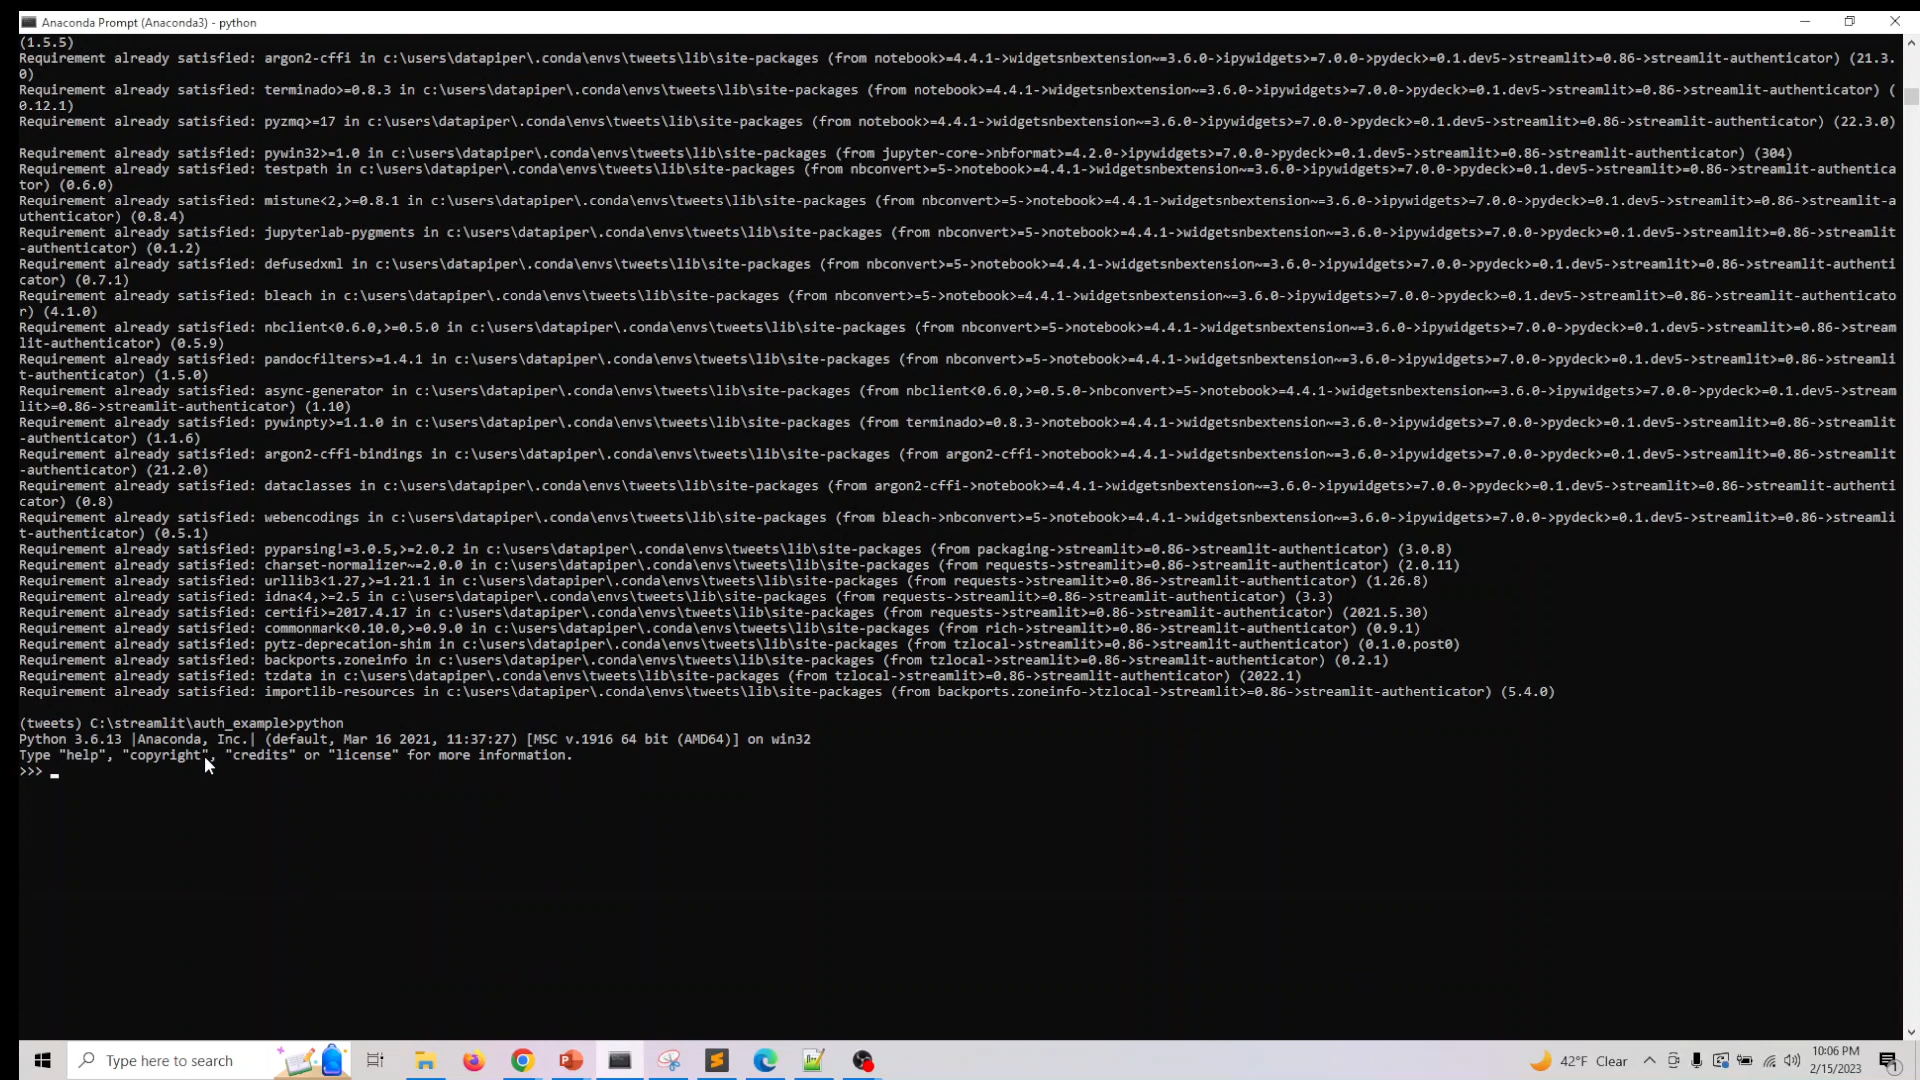 Anaconda Prompt (Anaconda3) - python
(1.5.5)
Requirement already satisfied: argon2-cffi in c:\users\datapiper\.conda\envs\tweets\lib\site-packages (from notebook>=4.4.1->widgetsnbextension~=3.6.0->ipywidgets>=7.0.0->pydeck>=0.1.dev5->streamlit>=0.86->streamlit-authenticator) (21.3.
0)
Requirement already satisfied: terminado>=0.8.3 in c:\users\datapiper\.conda\envs\tweets\lib\site-packages (from notebook>=4.4.1->widgetsnbextension~=3.6.0->ipywidgets>=7.0.0->pydeck>=0.1.dev5->streamlit>=0.86->streamlit-authenticator) (
0.12.1)
Requirement already satisfied: pyzmq>=17 in c:\users\datapiper\.conda\envs\tweets\lib\site-packages (from notebook>=4.4.1->widgetsnbextension~=3.6.0->ipywidgets>=7.0.0->pydeck>=0.1.dev5->streamlit>=0.86->streamlit-authenticator) (22.3.0)
Requirement already satisfied: pywin32>=1.0 in c:\users\datapiper\.conda\envs\tweets\lib\site-packages (from jupyter-core->nbformat>=4.2.0->ipywidgets>=7.0.0->pydeck>=0.1.dev5->streamlit>=0.86->streamlit-authenticator) (304)
Requirement already satisfied: testpath in c:\users\datapiper\.conda\envs\tweets\lib\site-packages (from nbconvert>=5->notebook>=4.4.1->widgetsnbextension~=3.6.0->ipywidgets>=7.0.0->pydeck>=0.1.dev5->streamlit>=0.86->streamlit-authentica
tor) (0.6.0)
Requirement already satisfied: mistune<2,>=0.8.1 in c:\users\datapiper\.conda\envs\tweets\lib\site-packages (from nbconvert>=5->notebook>=4.4.1->widgetsnbextension~=3.6.0->ipywidgets>=7.0.0->pydeck>=0.1.dev5->streamlit>=0.86->streamlit-a
uthenticator) (0.8.4)
Requirement already satisfied: jupyterlab-pygments in c:\users\datapiper\.conda\envs\tweets\lib\site-packages (from nbconvert>=5->notebook>=4.4.1->widgetsnbextension~=3.6.0->ipywidgets>=7.0.0->pydeck>=0.1.dev5->streamlit>=0.86->streamlit
-authenticator) (0.1.2)
Requirement already satisfied: defusedxml in c:\users\datapiper\.conda\envs\tweets\lib\site-packages (from nbconvert>=5->notebook>=4.4.1->widgetsnbextension~=3.6.0->ipywidgets>=7.0.0->pydeck>=0.1.dev5->streamlit>=0.86->streamlit-authenti
cator) (0.7.1)
Requirement already satisfied: bleach in c:\users\datapiper\.conda\envs\tweets\lib\site-packages (from nbconvert>=5->notebook>=4.4.1->widgetsnbextension~=3.6.0->ipywidgets>=7.0.0->pydeck>=0.1.dev5->streamlit>=0.86->streamlit-authenticato
r) (4.1.0)
Requirement already satisfied: nbclient<0.6.0,>=0.5.0 in c:\users\datapiper\.conda\envs\tweets\lib\site-packages (from nbconvert>=5->notebook>=4.4.1->widgetsnbextension~=3.6.0->ipywidgets>=7.0.0->pydeck>=0.1.dev5->streamlit>=0.86->stream
lit-authenticator) (0.5.9)
Requirement already satisfied: pandocfilters>=1.4.1 in c:\users\datapiper\.conda\envs\tweets\lib\site-packages (from nbconvert>=5->notebook>=4.4.1->widgetsnbextension~=3.6.0->ipywidgets>=7.0.0->pydeck>=0.1.dev5->streamlit>=0.86->streamli
t-authenticator) (1.5.0)
Requirement already satisfied: async-generator in c:\users\datapiper\.conda\envs\tweets\lib\site-packages (from nbclient<0.6.0,>=0.5.0->nbconvert>=5->notebook>=4.4.1->widgetsnbextension~=3.6.0->ipywidgets>=7.0.0->pydeck>=0.1.dev5->stream
lit>=0.86->streamlit-authenticator) (1.10)
Requirement already satisfied: pywinpty>=1.1.0 in c:\users\datapiper\.conda\envs\tweets\lib\site-packages (from terminado>=0.8.3->notebook>=4.4.1->widgetsnbextension~=3.6.0->ipywidgets>=7.0.0->pydeck>=0.1.dev5->streamlit>=0.86->streamlit
-authenticator) (1.1.6)
Requirement already satisfied: argon2-cffi-bindings in c:\users\datapiper\.conda\envs\tweets\lib\site-packages (from argon2-cffi->notebook>=4.4.1->widgetsnbextension~=3.6.0->ipywidgets>=7.0.0->pydeck>=0.1.dev5->streamlit>=0.86->streamlit
-authenticator) (21.2.0)
Requirement already satisfied: dataclasses in c:\users\datapiper\.conda\envs\tweets\lib\site-packages (from argon2-cffi->notebook>=4.4.1->widgetsnbextension~=3.6.0->ipywidgets>=7.0.0->pydeck>=0.1.dev5->streamlit>=0.86->streamlit-authenti
cator) (0.8)
Requirement already satisfied: webencodings in c:\users\datapiper\.conda\envs\tweets\lib\site-packages (from bleach->nbconvert>=5->notebook>=4.4.1->widgetsnbextension~=3.6.0->ipywidgets>=7.0.0->pydeck>=0.1.dev5->streamlit>=0.86->streamli
t-authenticator) (0.5.1)
Requirement already satisfied: pyparsing!=3.0.5,>=2.0.2 in c:\users\datapiper\.conda\envs\tweets\lib\site-packages (from packaging->streamlit>=0.86->streamlit-authenticator) (3.0.8)
Requirement already satisfied: charset-normalizer~=2.0.0 in c:\users\datapiper\.conda\envs\tweets\lib\site-packages (from requests->streamlit>=0.86->streamlit-authenticator) (2.0.11)
Requirement already satisfied: urllib3<1.27,>=1.21.1 in c:\users\datapiper\.conda\envs\tweets\lib\site-packages (from requests->streamlit>=0.86->streamlit-authenticator) (1.26.8)
Requirement already satisfied: idna<4,>=2.5 in c:\users\datapiper\.conda\envs\tweets\lib\site-packages (from requests->streamlit>=0.86->streamlit-authenticator) (3.3)
Requirement already satisfied: certifi>=2017.4.17 in c:\users\datapiper\.conda\envs\tweets\lib\site-packages (from requests->streamlit>=0.86->streamlit-authenticator) (2021.5.30)
Requirement already satisfied: commonmark<0.10.0,>=0.9.0 in c:\users\datapiper\.conda\envs\tweets\lib\site-packages (from rich->streamlit>=0.86->streamlit-authenticator) (0.9.1)
Requirement already satisfied: pytz-deprecation-shim in c:\users\datapiper\.conda\envs\tweets\lib\site-packages (from tzlocal->streamlit>=0.86->streamlit-authenticator) (0.1.0.post0)
Requirement already satisfied: backports.zoneinfo in c:\users\datapiper\.conda\envs\tweets\lib\site-packages (from tzlocal->streamlit>=0.86->streamlit-authenticator) (0.2.1)
Requirement already satisfied: tzdata in c:\users\datapiper\.conda\envs\tweets\lib\site-packages (from tzlocal->streamlit>=0.86->streamlit-authenticator) (2022.1)
Requirement already satisfied: importlib-resources in c:\users\datapiper\.conda\envs\tweets\lib\site-packages (from backports.zoneinfo->tzlocal->streamlit>=0.86->streamlit-authenticator) (5.4.0)
(tweets) C:\streamlit\auth_example>python
Python 3.6.13 |Anaconda, Inc.| (default, Mar 16 2021, 11:37:27) [MSC v.1916 64 bit (AMD64)] on win32
Type "help", "copyright", "credits" or "license" for more information.
>>> _
Type here to search
42°F Clear
10:06 PM
2/15/2023
1